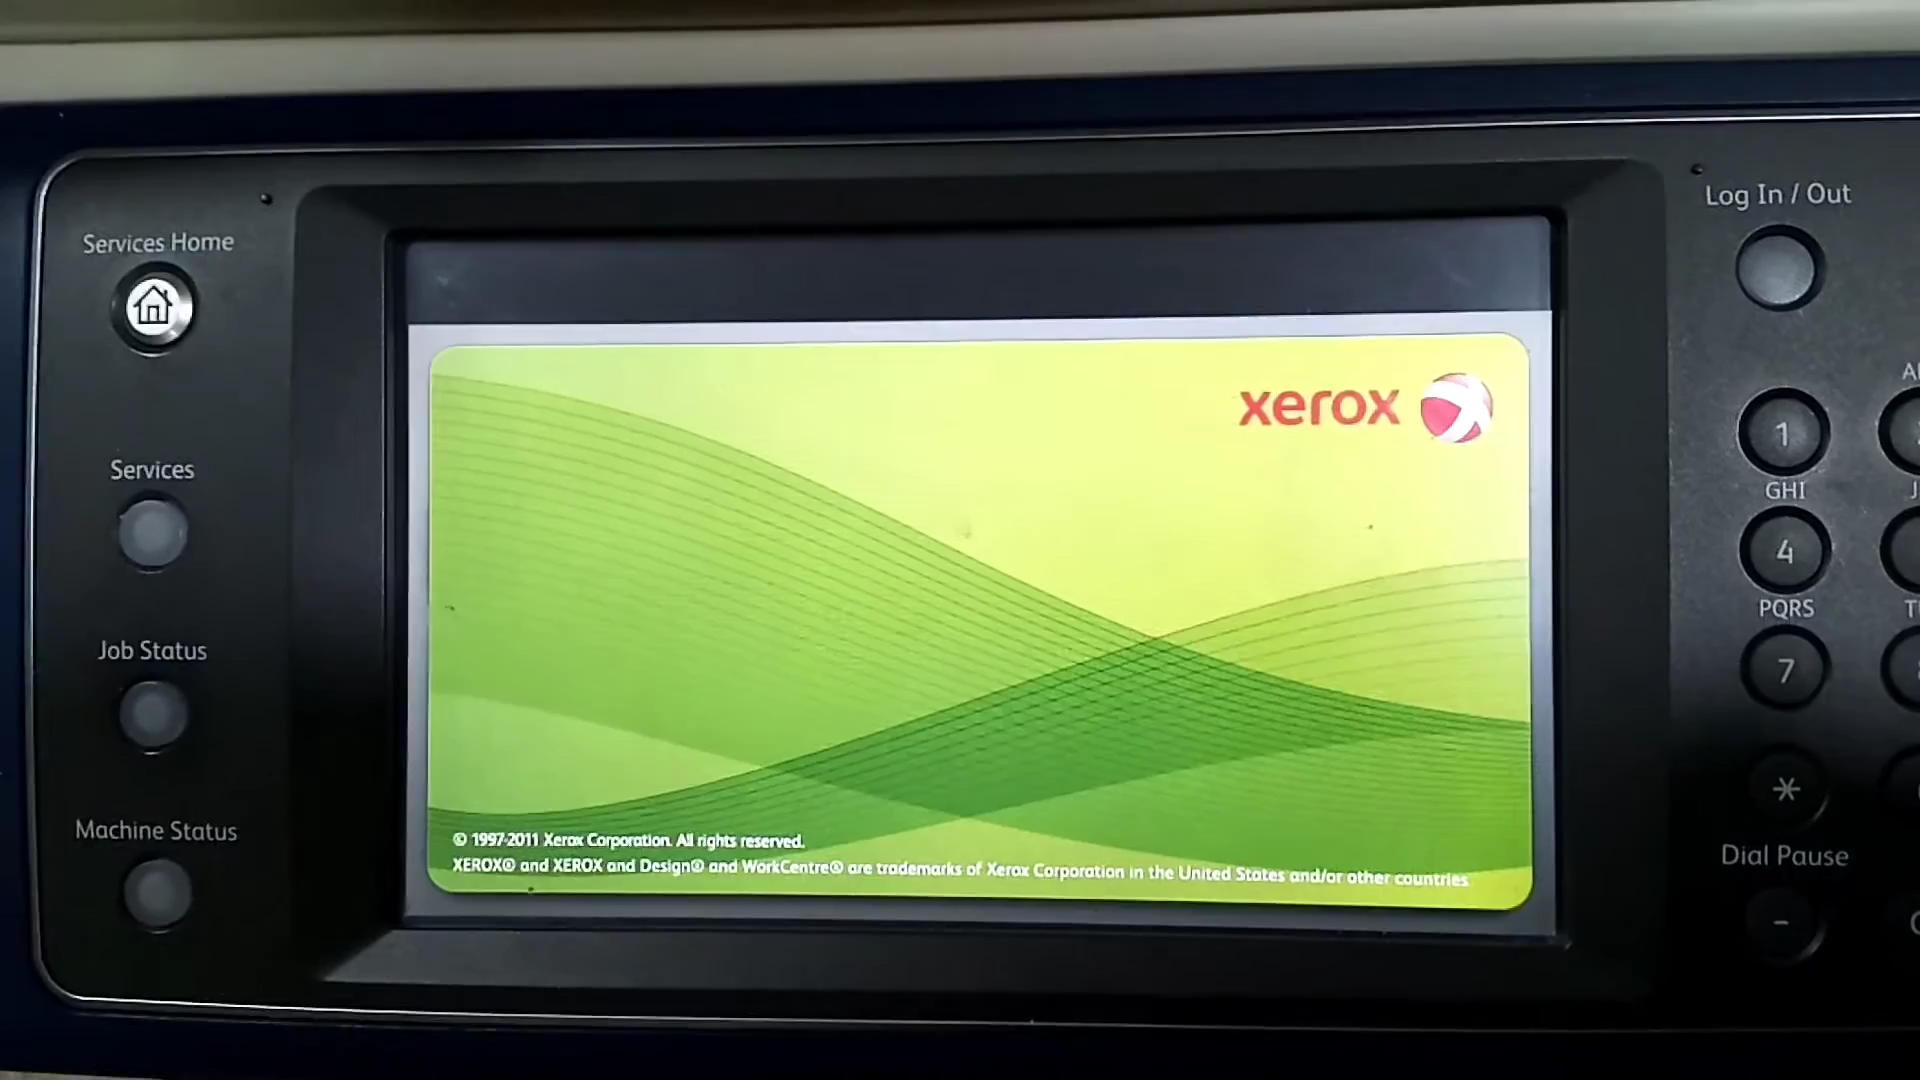 Services Home
Services
Job Status
Machine Status
xerox
© 1997-2011 Xerox Corporation. All rights reserved.
XEROX® and XEROX and Design® and WorkCentre® are trademarks of Xerox Corporation in the United States and/or other countries.
Log In / Out
1
GHI
4
PQRS
7
*
Dial Pause
-